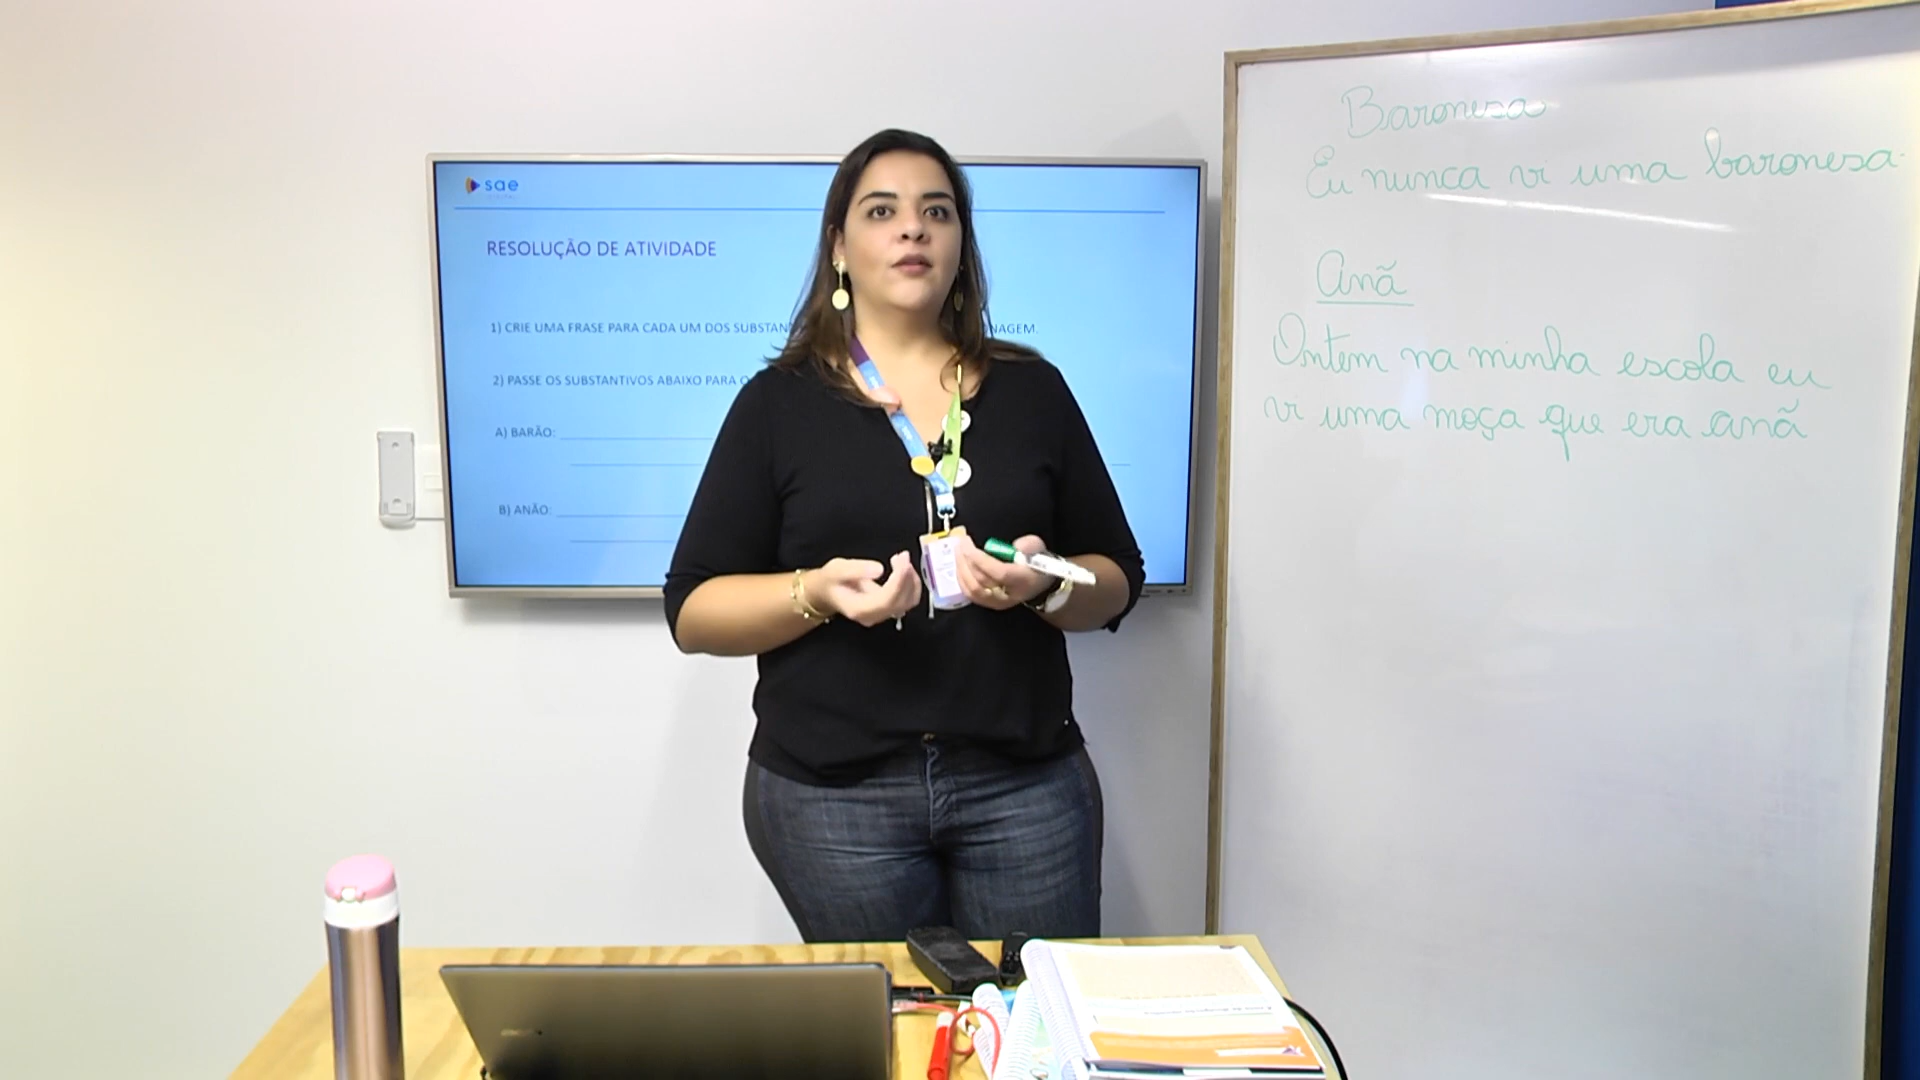 sae
RESOLUÇÃO DE ATIVIDADE
1) CRIE UMA FRASE PARA CADA UM DOS
2) PASSE OS SUBSTANTIVOS ABAIXO PARA
A) BARÃO:
B) ANÃO:
Baronesa
Eu nunca vi uma baronesa.
Anã
Ontem na minha escola eu
vi uma moça que era anã